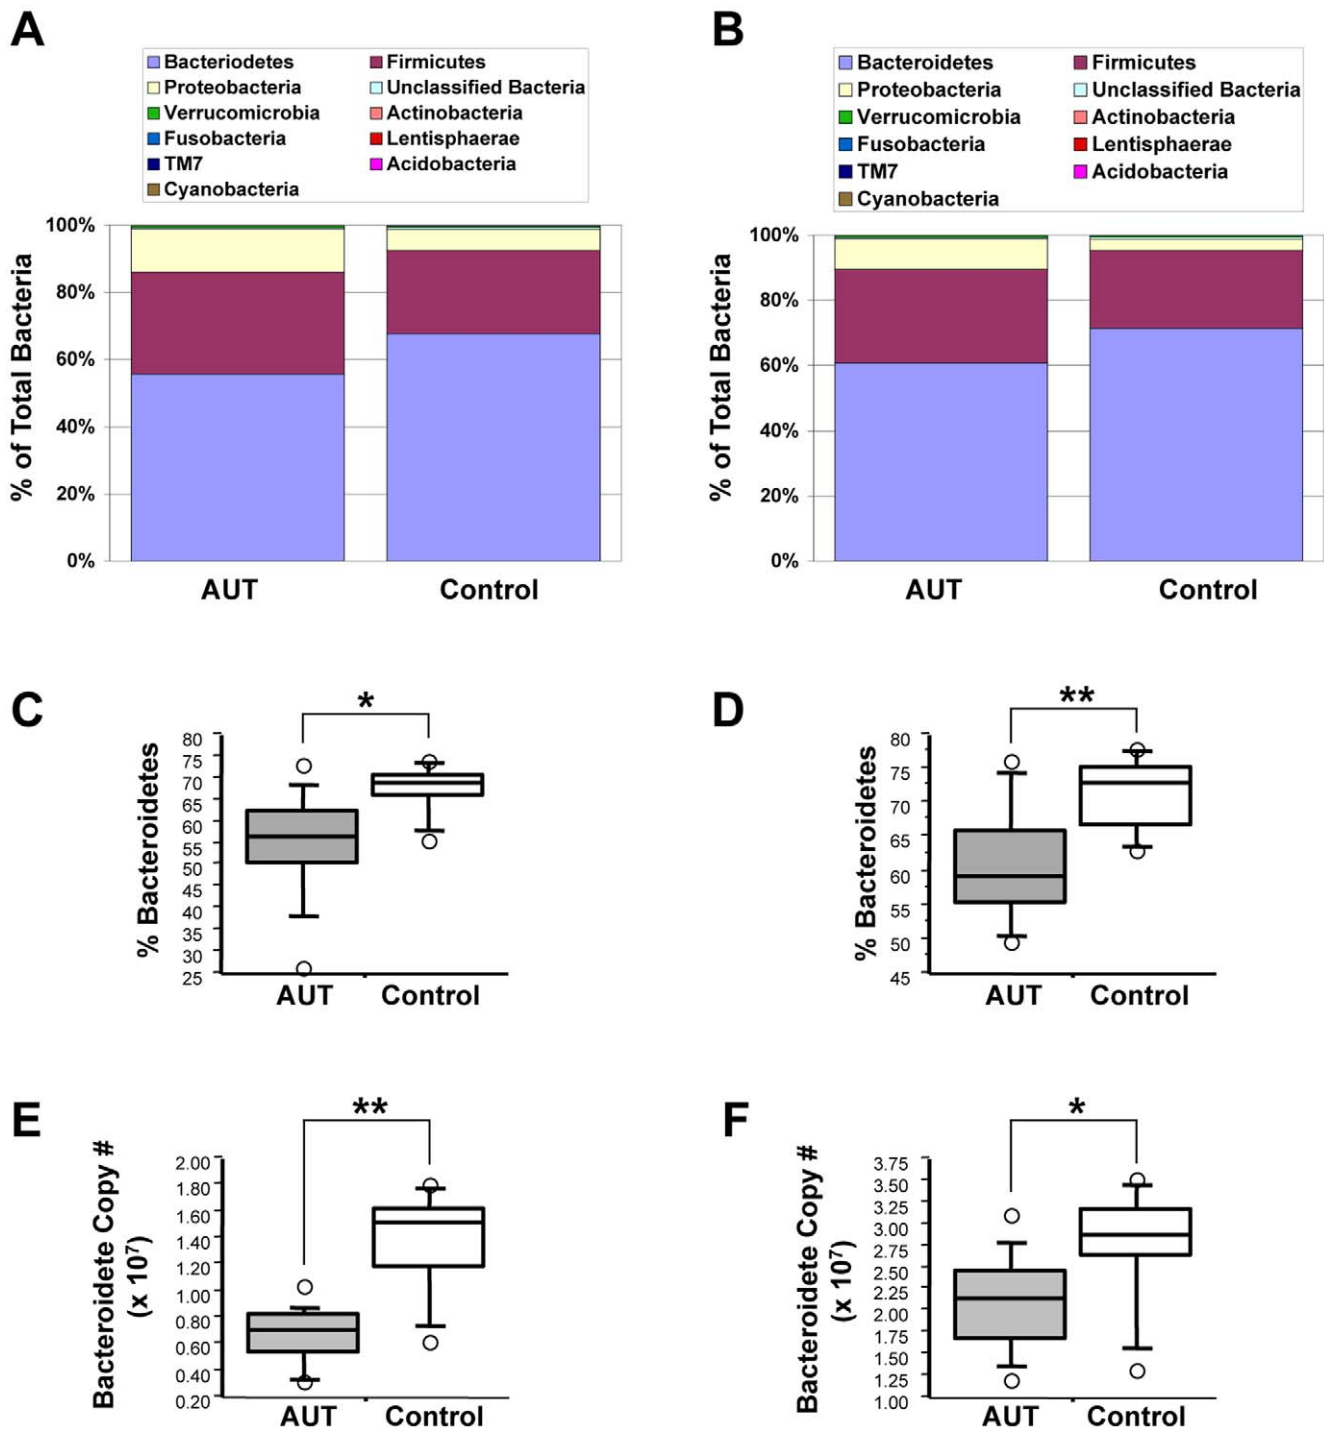 A
Bacteriodetes Firmicutes
Proteobacteria Unclassified Bacteria
Verrucomicrobia Actinobacteria
Fusobacteria Lentisphaerae
TM7 Acidobacteria
Cyanobacteria
% of Total Bacteria
100%
80%
60%
40%
20%
0%
AUT Control
B
Bacteroidetes Firmicutes
Proteobacteria Unclassified Bacteria
Verrucomicrobia Actinobacteria
Fusobacteria Lentisphaerae
TM7 Acidobacteria
Cyanobacteria
% of Total Bacteria
100%
80%
60%
40%
20%
0%
AUT Control
C
*
% Bacteroidetes
80
75
70
65
60
55
50
45
40
35
30
25
AUT Control
D
**
% Bacteroidetes
80
75
70
65
60
55
50
45
AUT Control
E
**
Bacteroidete Copy #
(x 10⁷)
2.00
1.80
1.60
1.40
1.20
1.00
0.80
0.60
0.40
0.20
AUT Control
F
*
Bacteroidete Copy #
(x 10⁷)
3.75
3.50
3.25
3.00
2.75
2.50
2.25
2.00
1.75
1.50
1.25
1.00
AUT Control